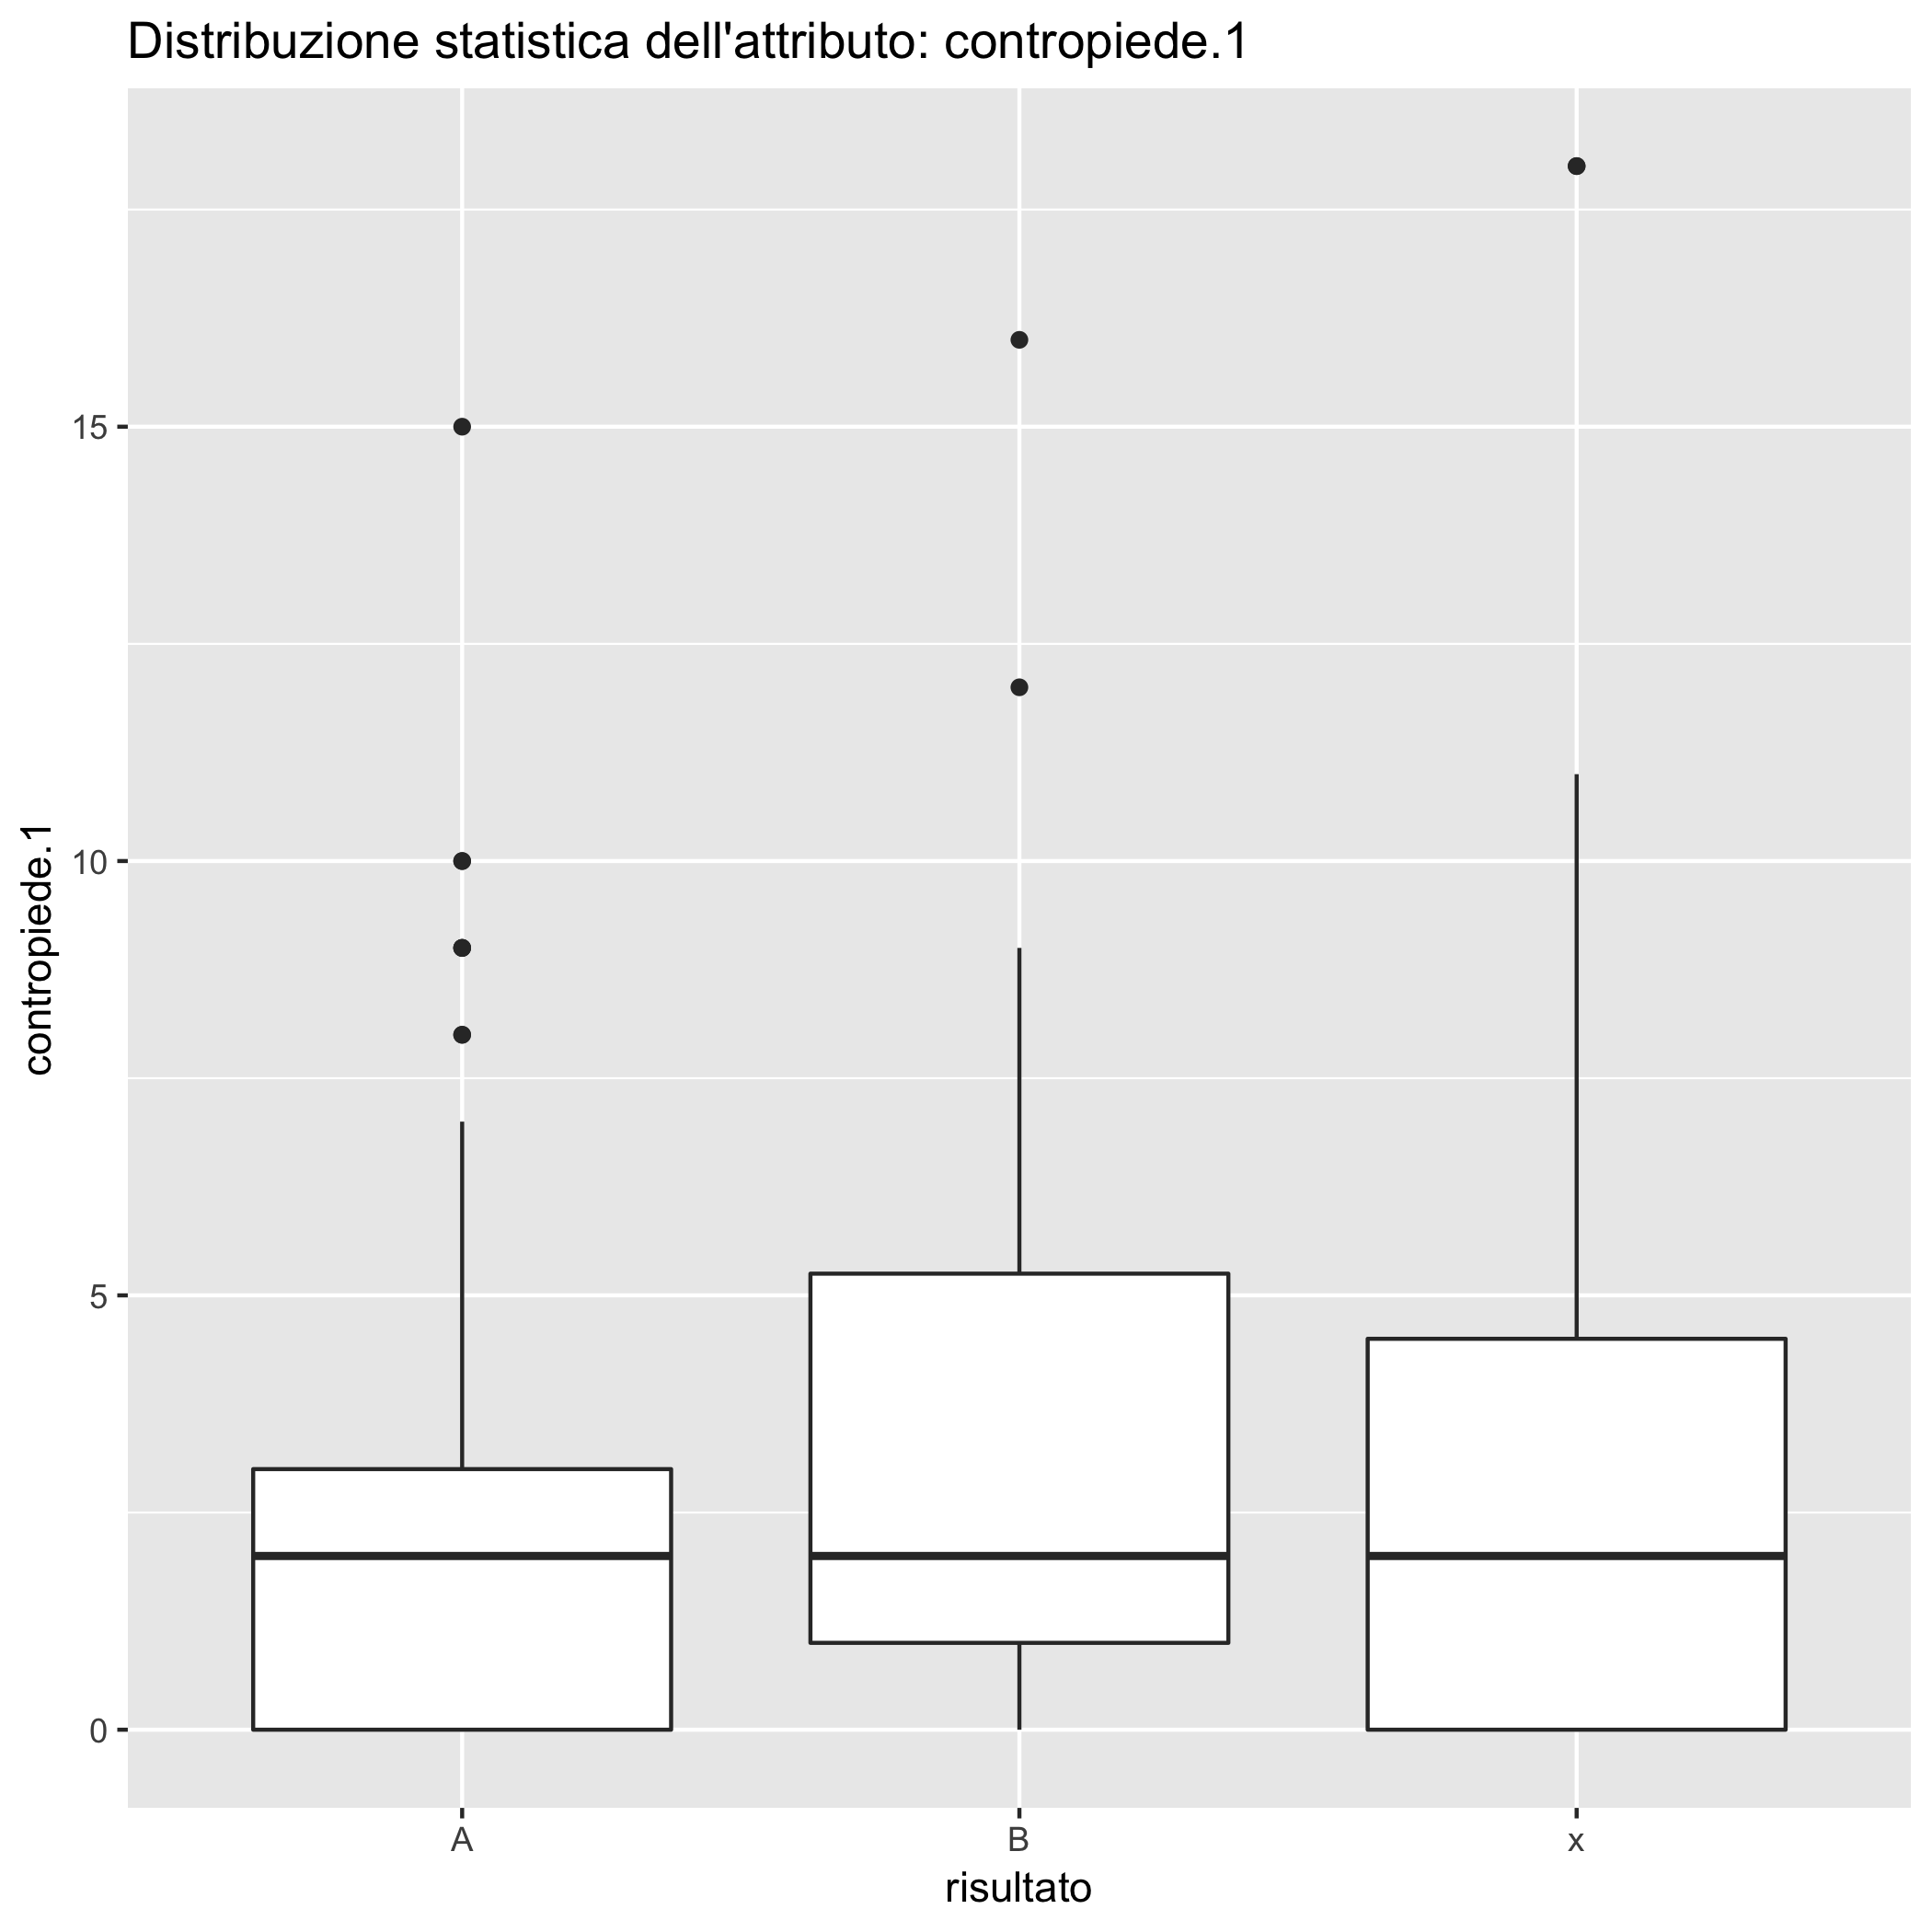 Distribuzione statistica dell'attributo: contropiede.1
contropiede.1
15
10
5
0
A
B
x
risultato